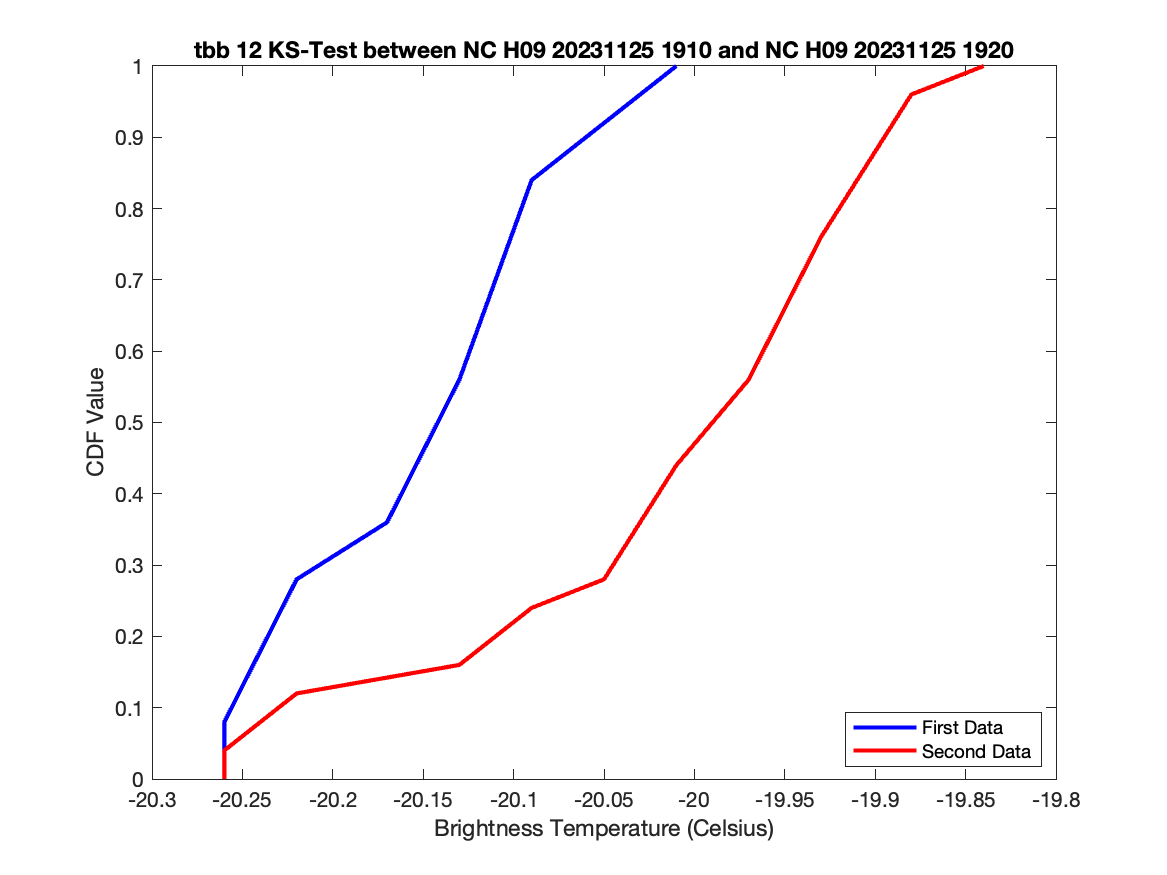 tbb 12 KS-Test between NC H09 20231125 1910 and NC H09 20231125 1920
1
0.9
0.8
0.7
0.6
0.5
0.4
0.3
0.2
0.1
0
CDF Value
First Data
Second Data
-20.3 -20.25 -20.2 -20.15 -20.1 -20.05 -20 -19.95 -19.9 -19.85 -19.8
Brightness Temperature (Celsius)